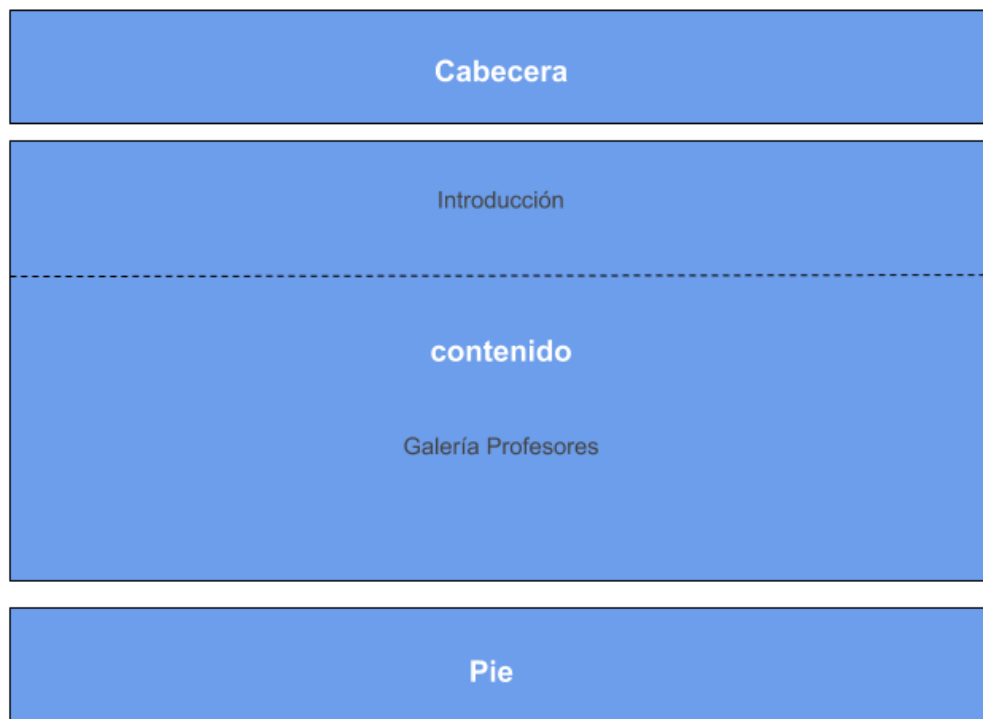 Cabecera
Introducción
contenido
Galería Profesores
Pie